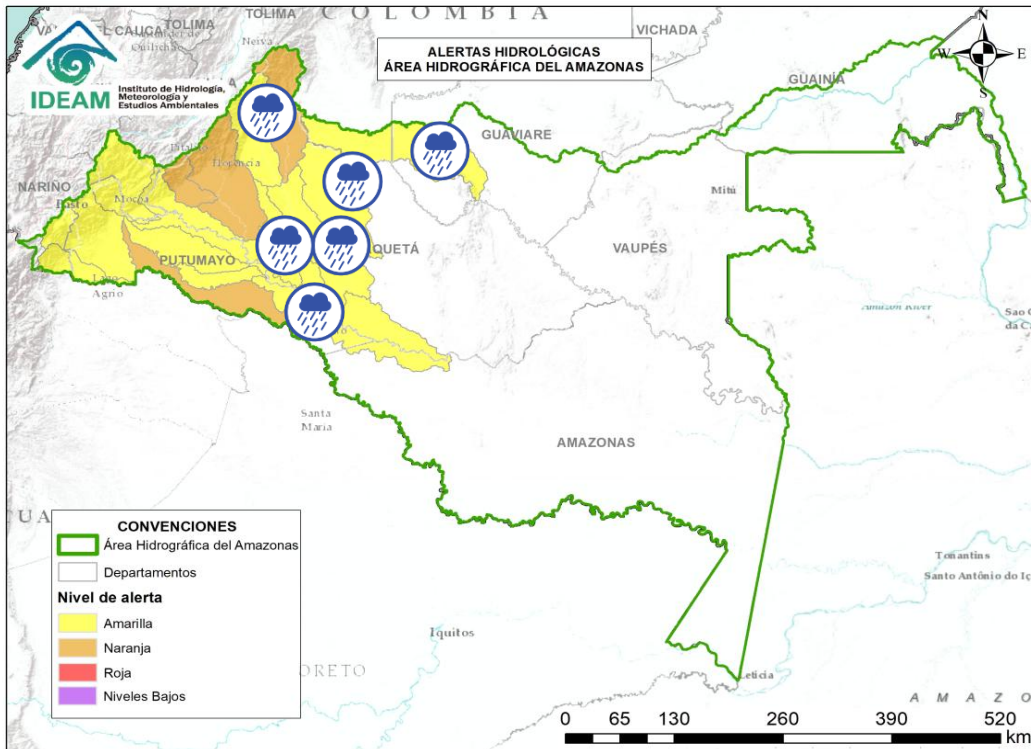 COLOMBIA
TOLIMA
TOLIMA
CAUCA
Neiva
VICHADA
N
W
E
S
ALERTAS HIDROLÓGICAS
ÁREA HIDROGRÁFICA DEL AMAZONAS
IDEAM
Instituto de Hidrología,
Meteorología y
Estudios Ambientales
GUAINÍA
GUAVIARE
Florencia
NARIÑO
Pasto
Mocoa
Mitú
VAUPÉS
QUETÁ
PUTUMAYO
Lago
Agrio
Sao
da C
Santa
Maria
AMAZONAS
CONVENCIONES
Área Hidrográfica del Amazonas
Departamentos
Nivel de alerta
Amarilla
Naranja
Roja
Niveles Bajos
Tonantins
Santo Antônio do Iç
Iquitos
ORETO
Leticia
AMAZO
0 65 130 260 390 520
km